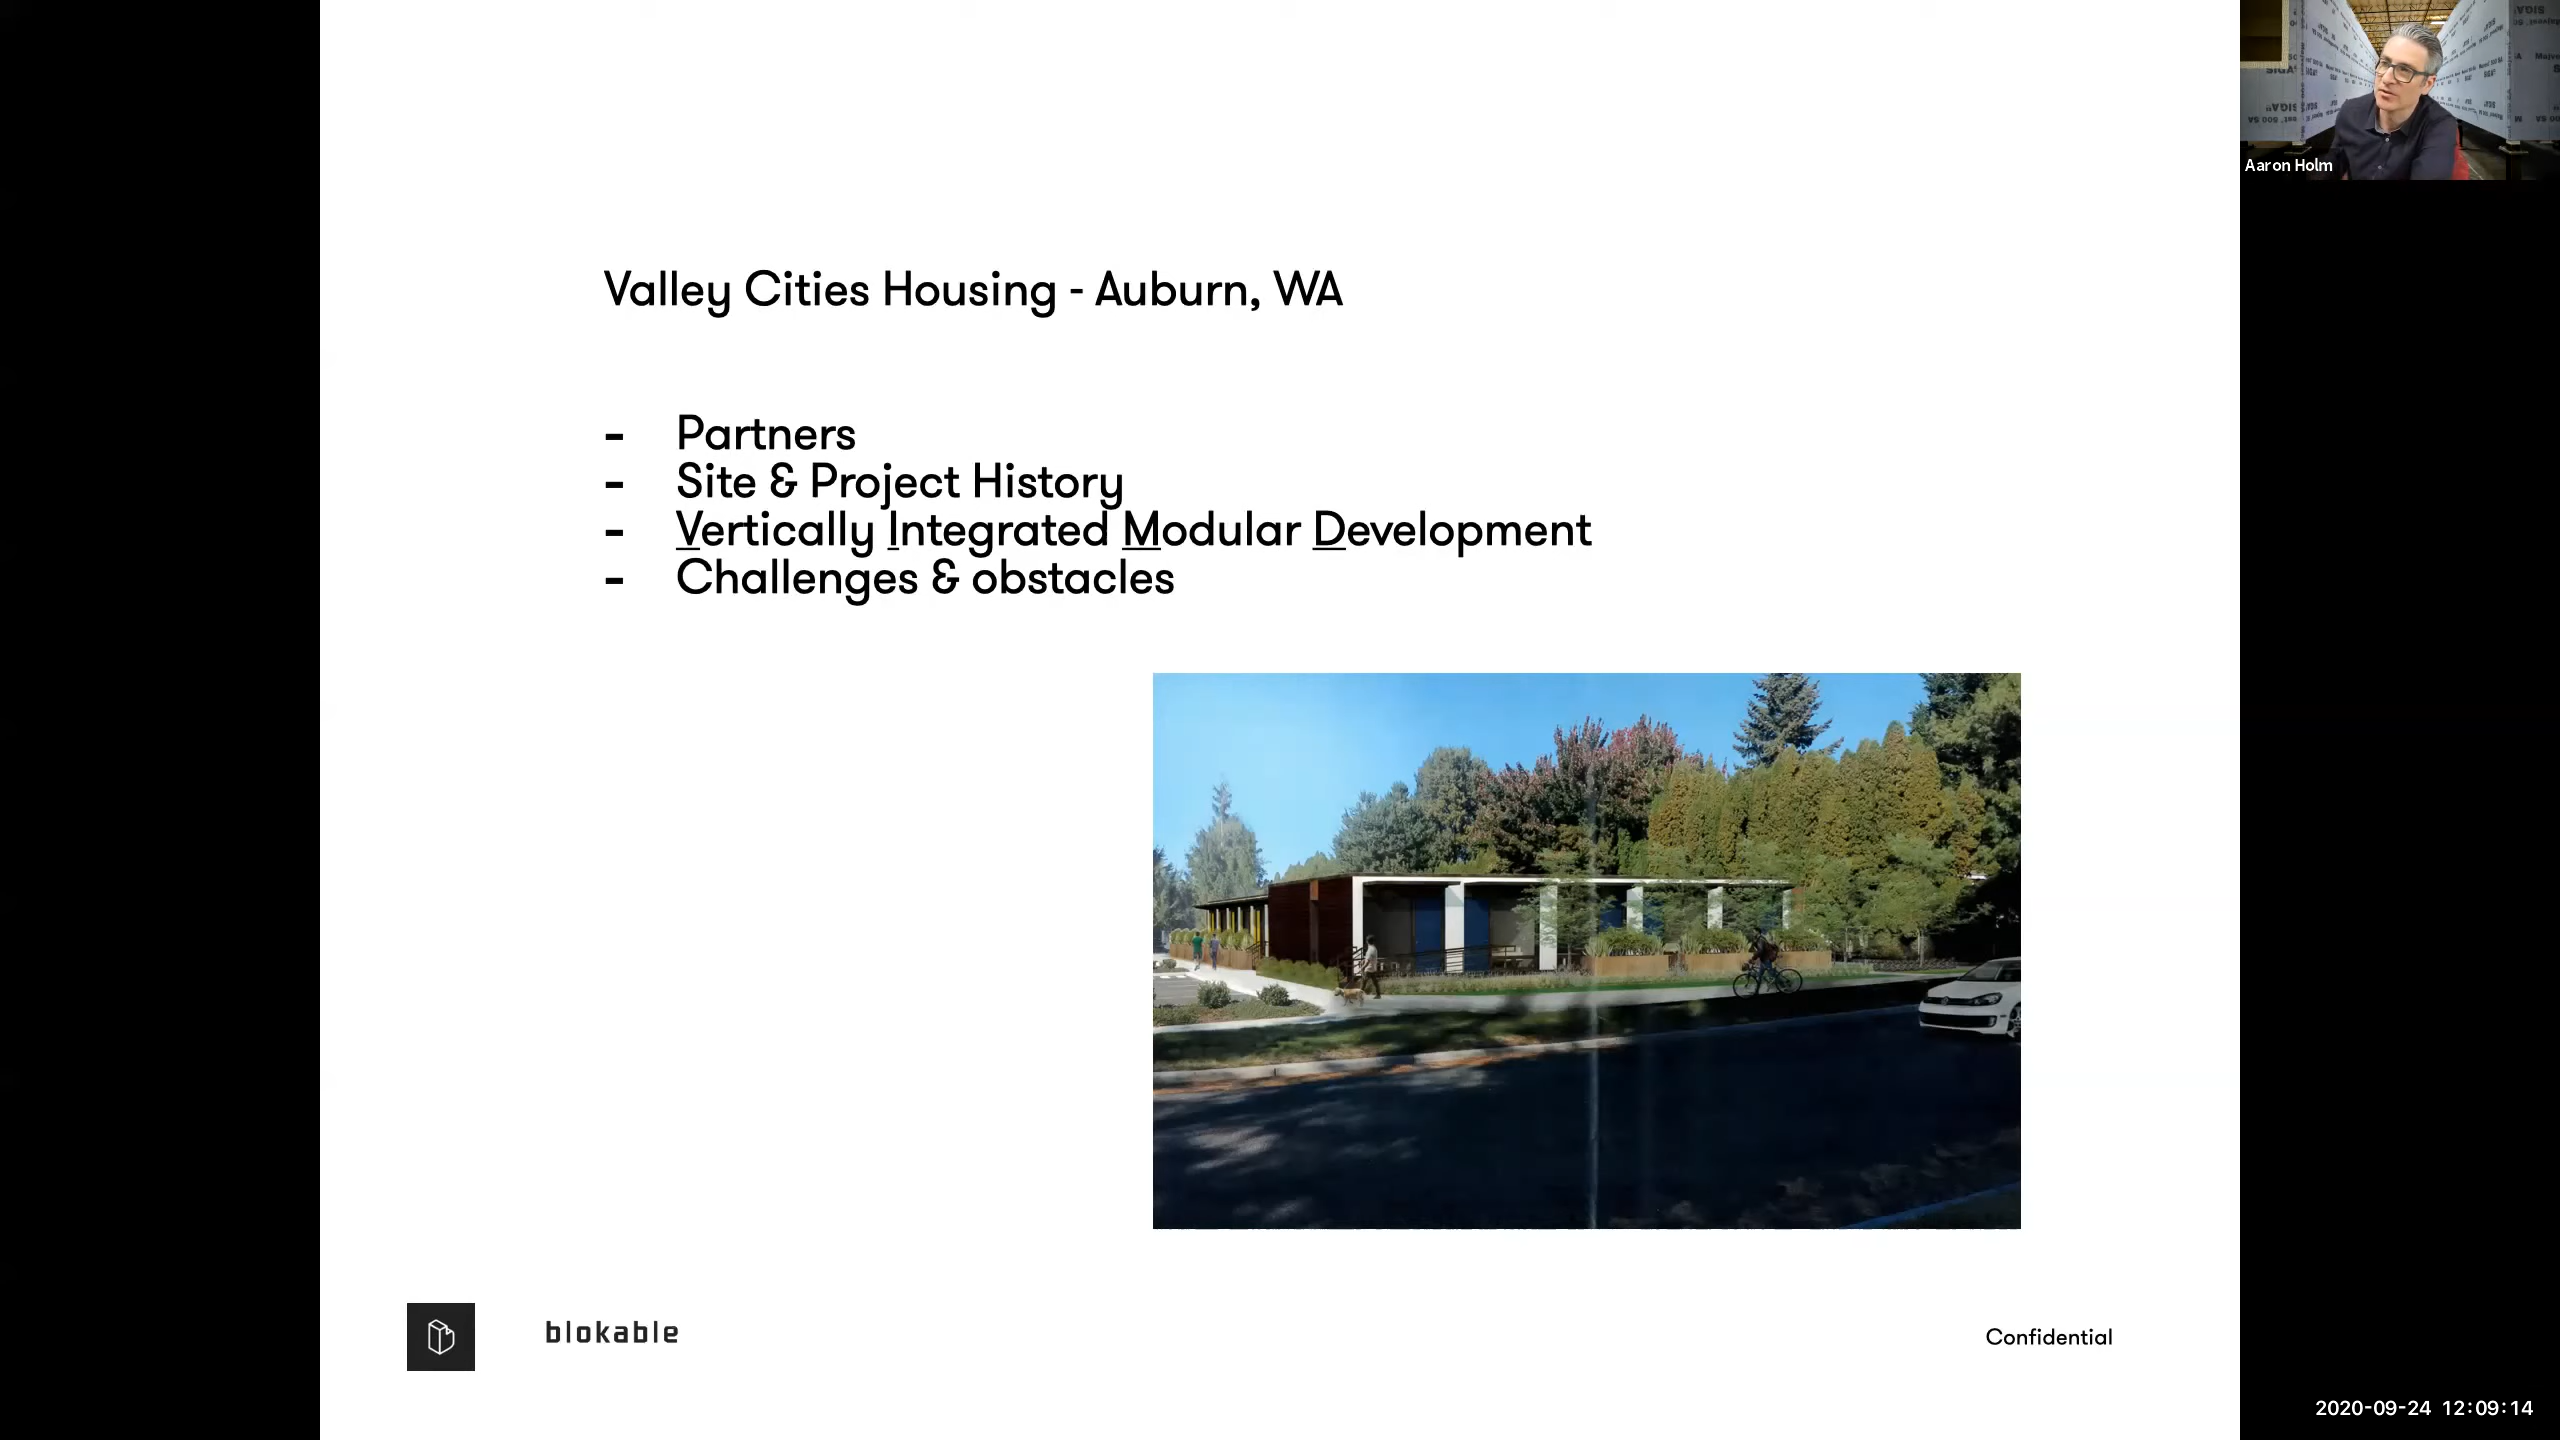 Valley Cities Housing - Auburn, WA
- Partners
- Site & Project History
- Vertically Integrated Modular Development
- Challenges & obstacles
blokable
Confidential
SIGA
Aaron Holm
2020-09-24 12:09:14